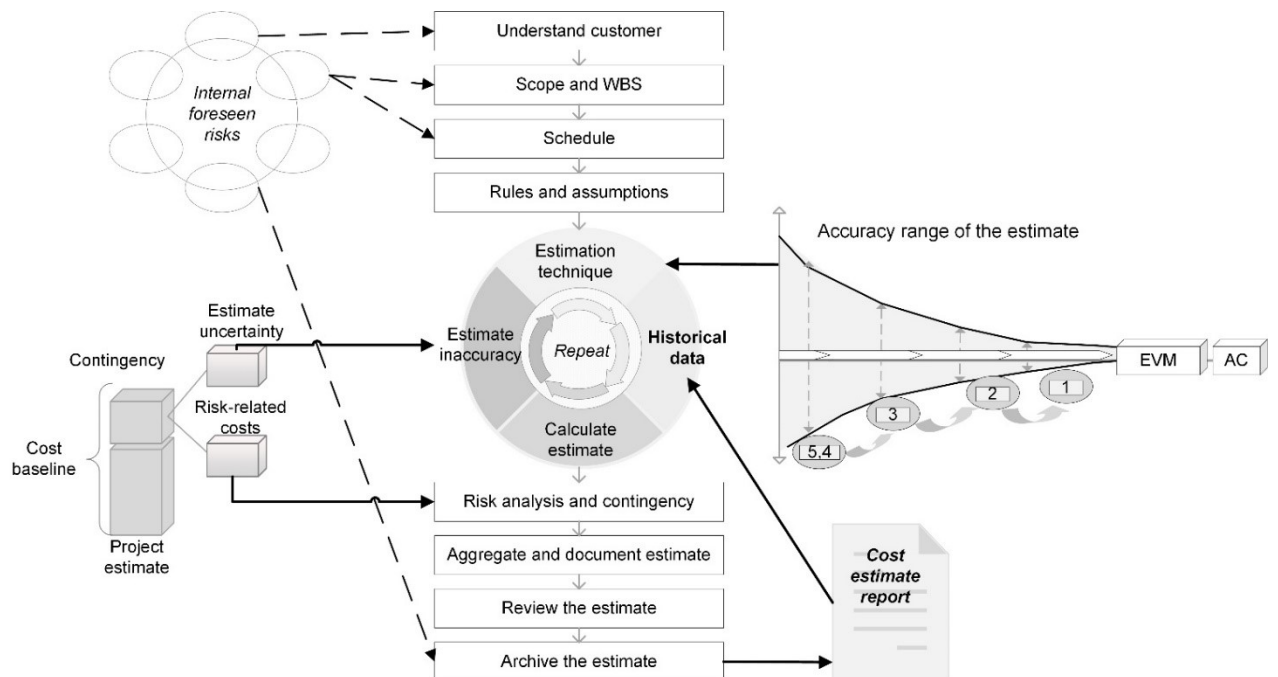 Understand customer
Scope and WBS
Schedule
Rules and assumptions
Internal
foreseen
risks
Estimation
technique
Estimate
inaccuracy
Repeat
Historical
data
Calculate
estimate
Accuracy range of the estimate
EVM
AC
1
2
3
5,4
Estimate
uncertainty
Contingency
Risk-related
costs
Cost
baseline
Project
estimate
Risk analysis and contingency
Aggregate and document estimate
Review the estimate
Archive the estimate
Cost
estimate
report